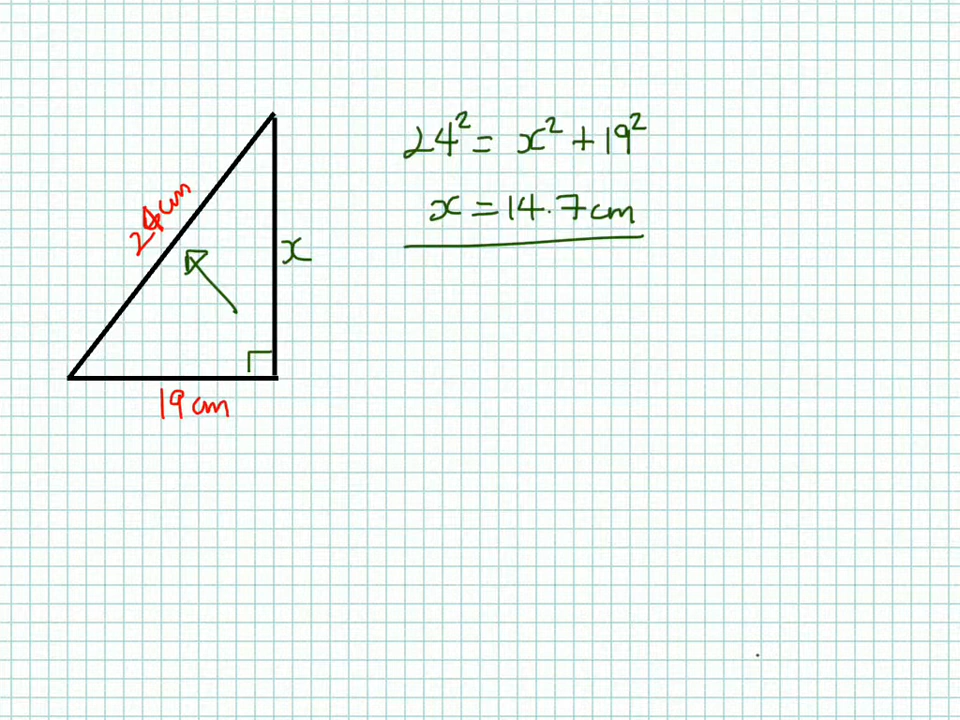 24² = x² + 19²
x = 14.7cm
24cm
x
19cm